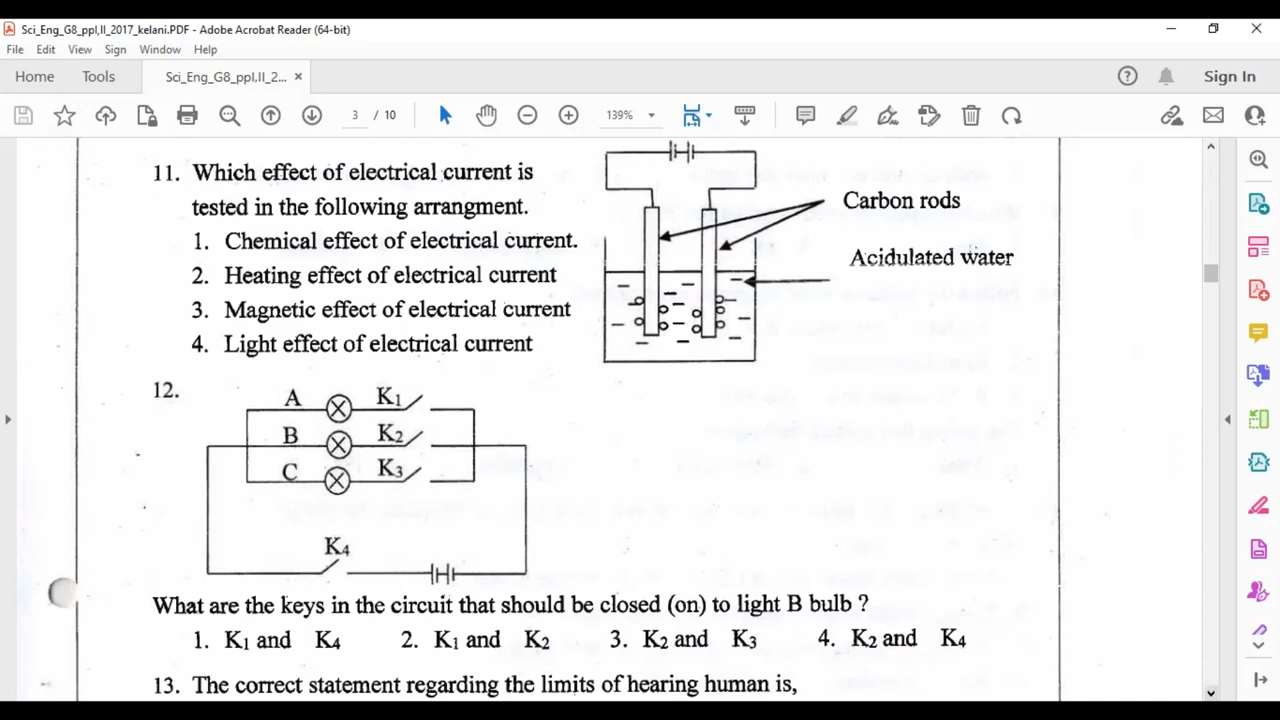 Sci_Eng_G8_ppl,II_2017_kelani.PDF - Adobe Acrobat Reader (64-bit)
File Edit View Sign Window Help
Home Tools Sci_Eng_G8_ppl,II_2... × Sign In
3 / 10 139%
11. Which effect of electrical current is
tested in the following arrangment.
1. Chemical effect of electrical current.
2. Heating effect of electrical current
3. Magnetic effect of electrical current
4. Light effect of electrical current
Carbon rods
Acidulated water
12.
A K1
B K2
C K3
K4
What are the keys in the circuit that should be closed (on) to light B bulb ?
1. K1 and K4 2. K1 and K2 3. K2 and K3 4. K2 and K4
13. The correct statement regarding the limits of hearing human is,